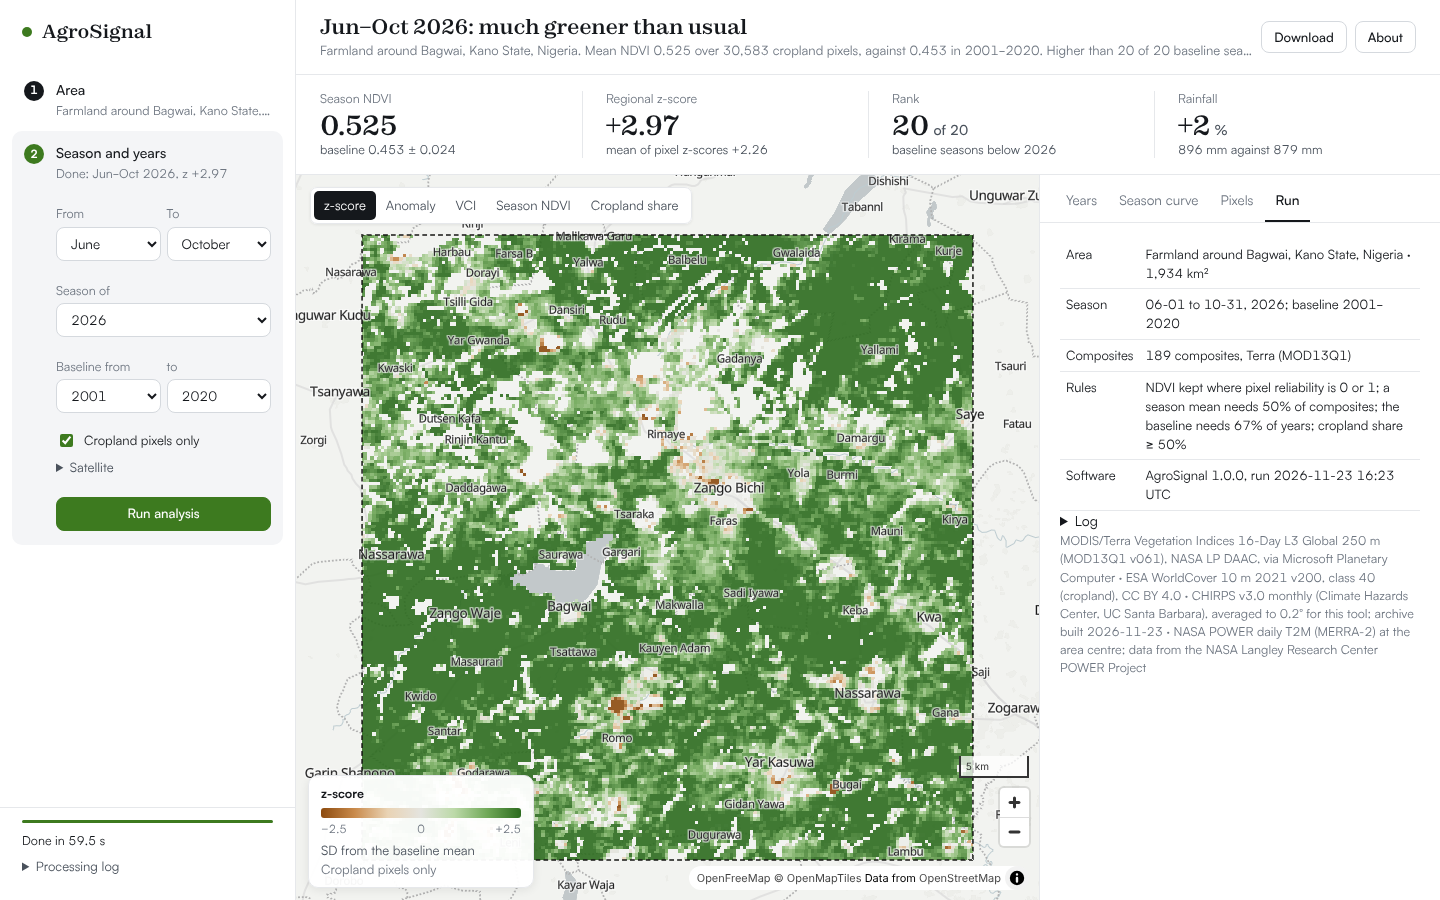 AgroSignal
1 Area
Farmland around Bagwai, Kano State,...
2 Season and years
Done: Jun–Oct 2026, z +2.97
From To
June October
Season of
2026
Baseline from to
2001 2020
Cropland pixels only
Satellite
Run analysis
Done in 59.5 s
Processing log
Jun–Oct 2026: much greener than usual
Farmland around Bagwai, Kano State, Nigeria. Mean NDVI 0.525 over 30,583 cropland pixels, against 0.453 in 2001–2020. Higher than 20 of 20 baseline sea...
Download About
Season NDVI
0.525
baseline 0.453 ± 0.024
Regional z-score
+2.97
mean of pixel z-scores +2.26
Rank
20 of 20
baseline seasons below 2026
Rainfall
+2 %
896 mm against 879 mm
z-score Anomaly VCI Season NDVI Cropland share
Dishishi
Unguwar Zu
Tabannl
Rinji
Malikawa Garu
Kirama
Harbau
Farsa B
Yalwa
Balbelu
Gwalaida
Kurje
Nasarawa
Dorayi
Tsilli Gida
Dansiri
Rudu
nguwar Kudu
Yar Gwanda
Gadanya
Yallami
Kwaski
Tsauri
Tsanyawa
Dutsen Kafa
Saye
Fatau
Zorgi
Rinjin Kantu
Rimaye
Damargu
Yola
Burmi
Daddagawa
Zango Bichi
Tsaraka
Faras
Kirya
Mauni
Nassarawa
Saurawa
Gargari
Sadi Iyawa
Bagwai
Makwalla
Keba
Zango Waje
Kwa
Tsattawa
Kauyen Adam
Masaurari
Saji
Kwido
Nassarawa
Gana
Zogaraw
Santar
Romo
Yar Kasuwa
Garin Shanono
Godarawa
Bugai
Gidan Yawa
Dugurawa
Lambu
Kayar Waja
5 km
+
−
z-score
−2.5 0 +2.5
SD from the baseline mean
Cropland pixels only
OpenFreeMap © OpenMapTiles Data from OpenStreetMap
Years Season curve Pixels Run
Area Farmland around Bagwai, Kano State, Nigeria ·
1,934 km²
Season 06-01 to 10-31, 2026; baseline 2001–
2020
Composites 189 composites, Terra (MOD13Q1)
Rules NDVI kept where pixel reliability is 0 or 1; a
season mean needs 50% of composites; the
baseline needs 67% of years; cropland share
≥ 50%
Software AgroSignal 1.0.0, run 2026-11-23 16:23
UTC
Log
MODIS/Terra Vegetation Indices 16-Day L3 Global 250 m
(MOD13Q1 v061), NASA LP DAAC, via Microsoft Planetary
Computer · ESA WorldCover 10 m 2021 v200, class 40
(cropland), CC BY 4.0 · CHIRPS v3.0 monthly (Climate Hazards
Center, UC Santa Barbara), averaged to 0.2° for this tool; archive
built 2026-11-23 · NASA POWER daily T2M (MERRA-2) at the
area centre; data from the NASA Langley Research Center
POWER Project